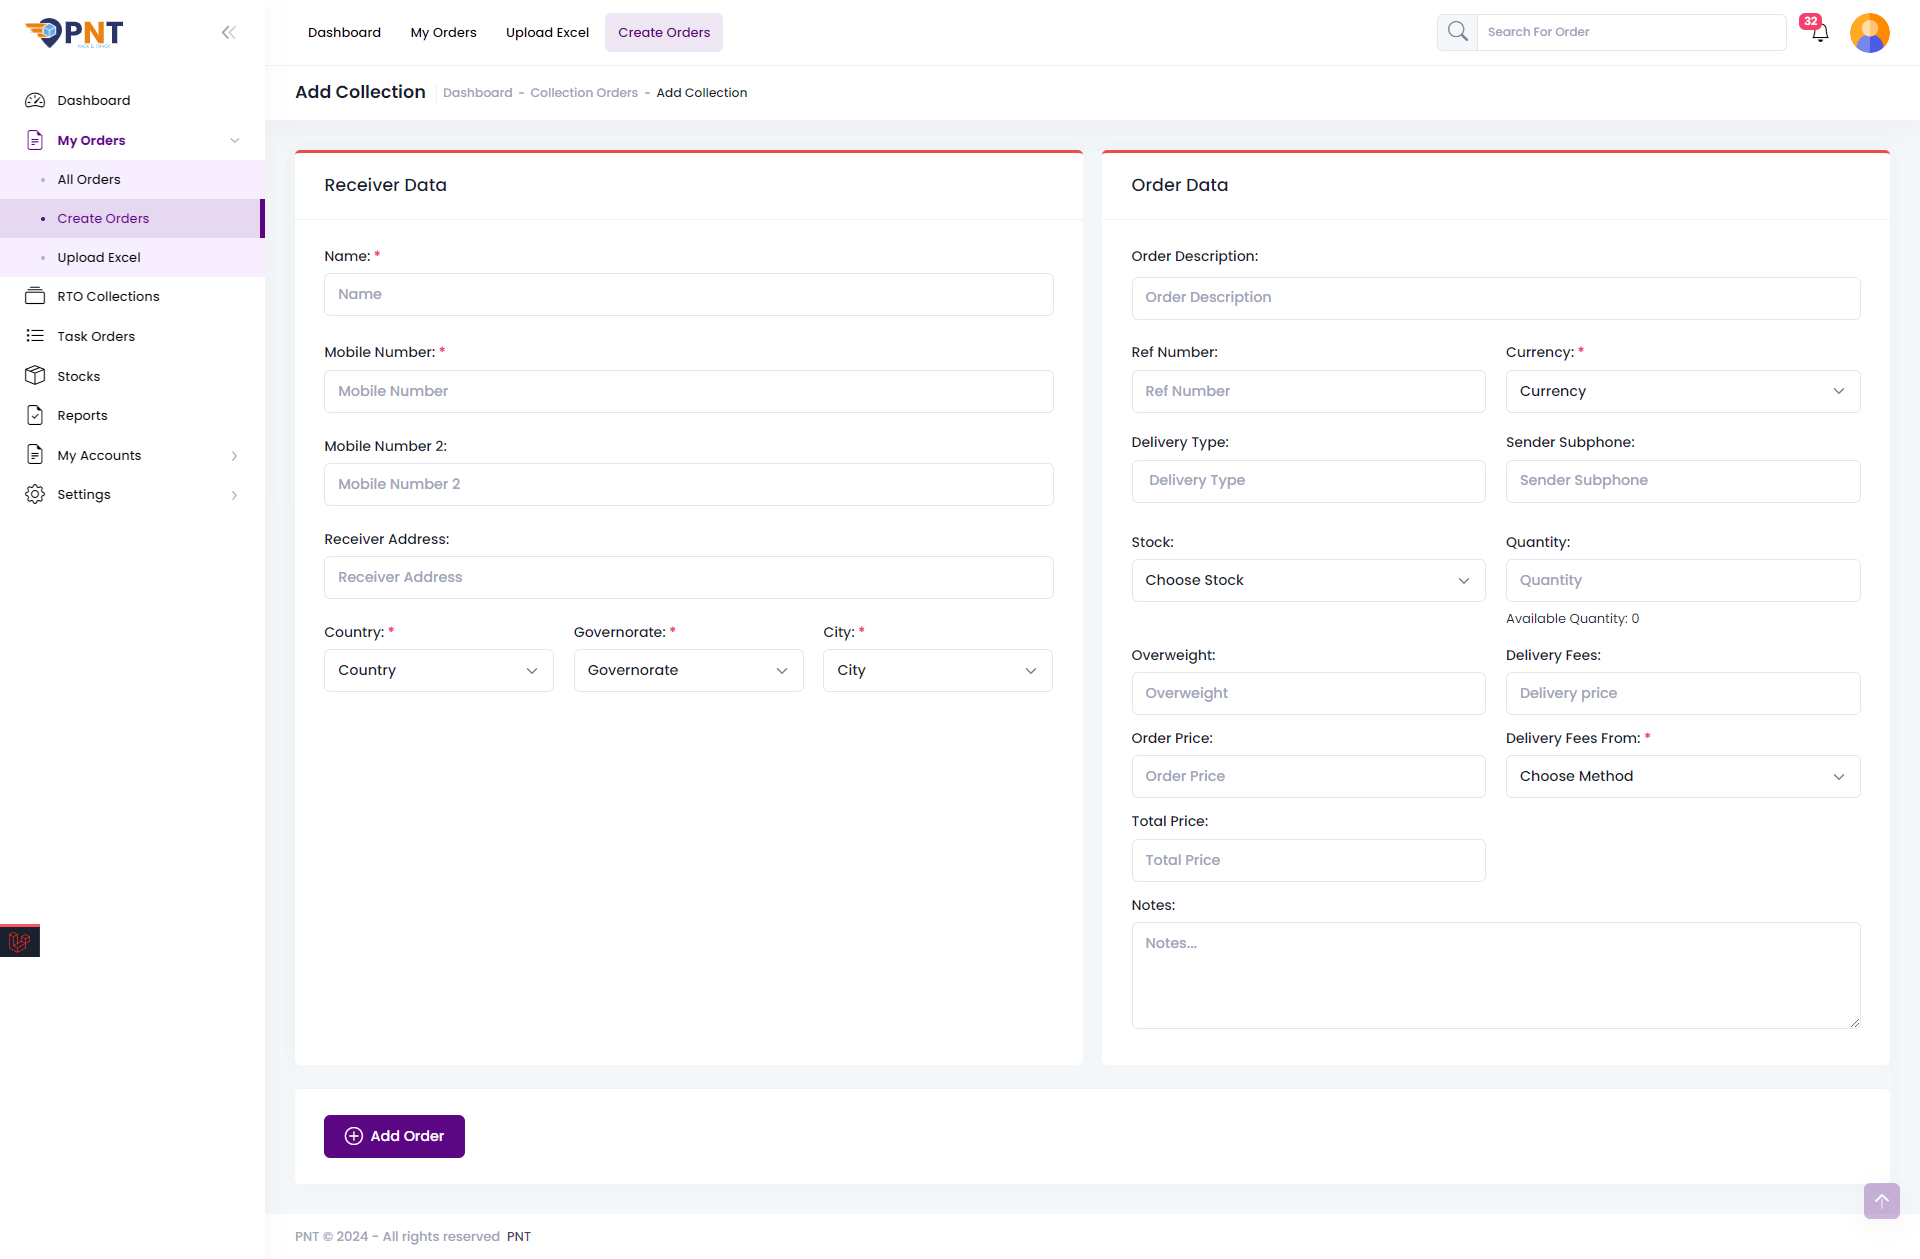 PNT
PACK & TRACK
Dashboard
My Orders
All Orders
Create Orders
Upload Excel
RTO Collections
Task Orders
Stocks
Reports
My Accounts
Settings
Dashboard My Orders Upload Excel Create Orders
Search For Order
32
Add Collection Dashboard - Collection Orders - Add Collection
Receiver Data
Name: *
Name
Mobile Number: *
Mobile Number
Mobile Number 2:
Mobile Number 2
Receiver Address:
Receiver Address
Country: * Governorate: * City: *
Country Governorate City
Order Data
Order Description:
Order Description
Ref Number: Currency: *
Ref Number Currency
Delivery Type: Sender Subphone:
Delivery Type Sender Subphone
Stock: Quantity:
Choose Stock Quantity
Available Quantity: 0
Overweight: Delivery Fees:
Overweight Delivery price
Order Price: Delivery Fees From: *
Order Price Choose Method
Total Price:
Total Price
Notes:
Notes...
Add Order
PNT © 2024 - All rights reserved PNT